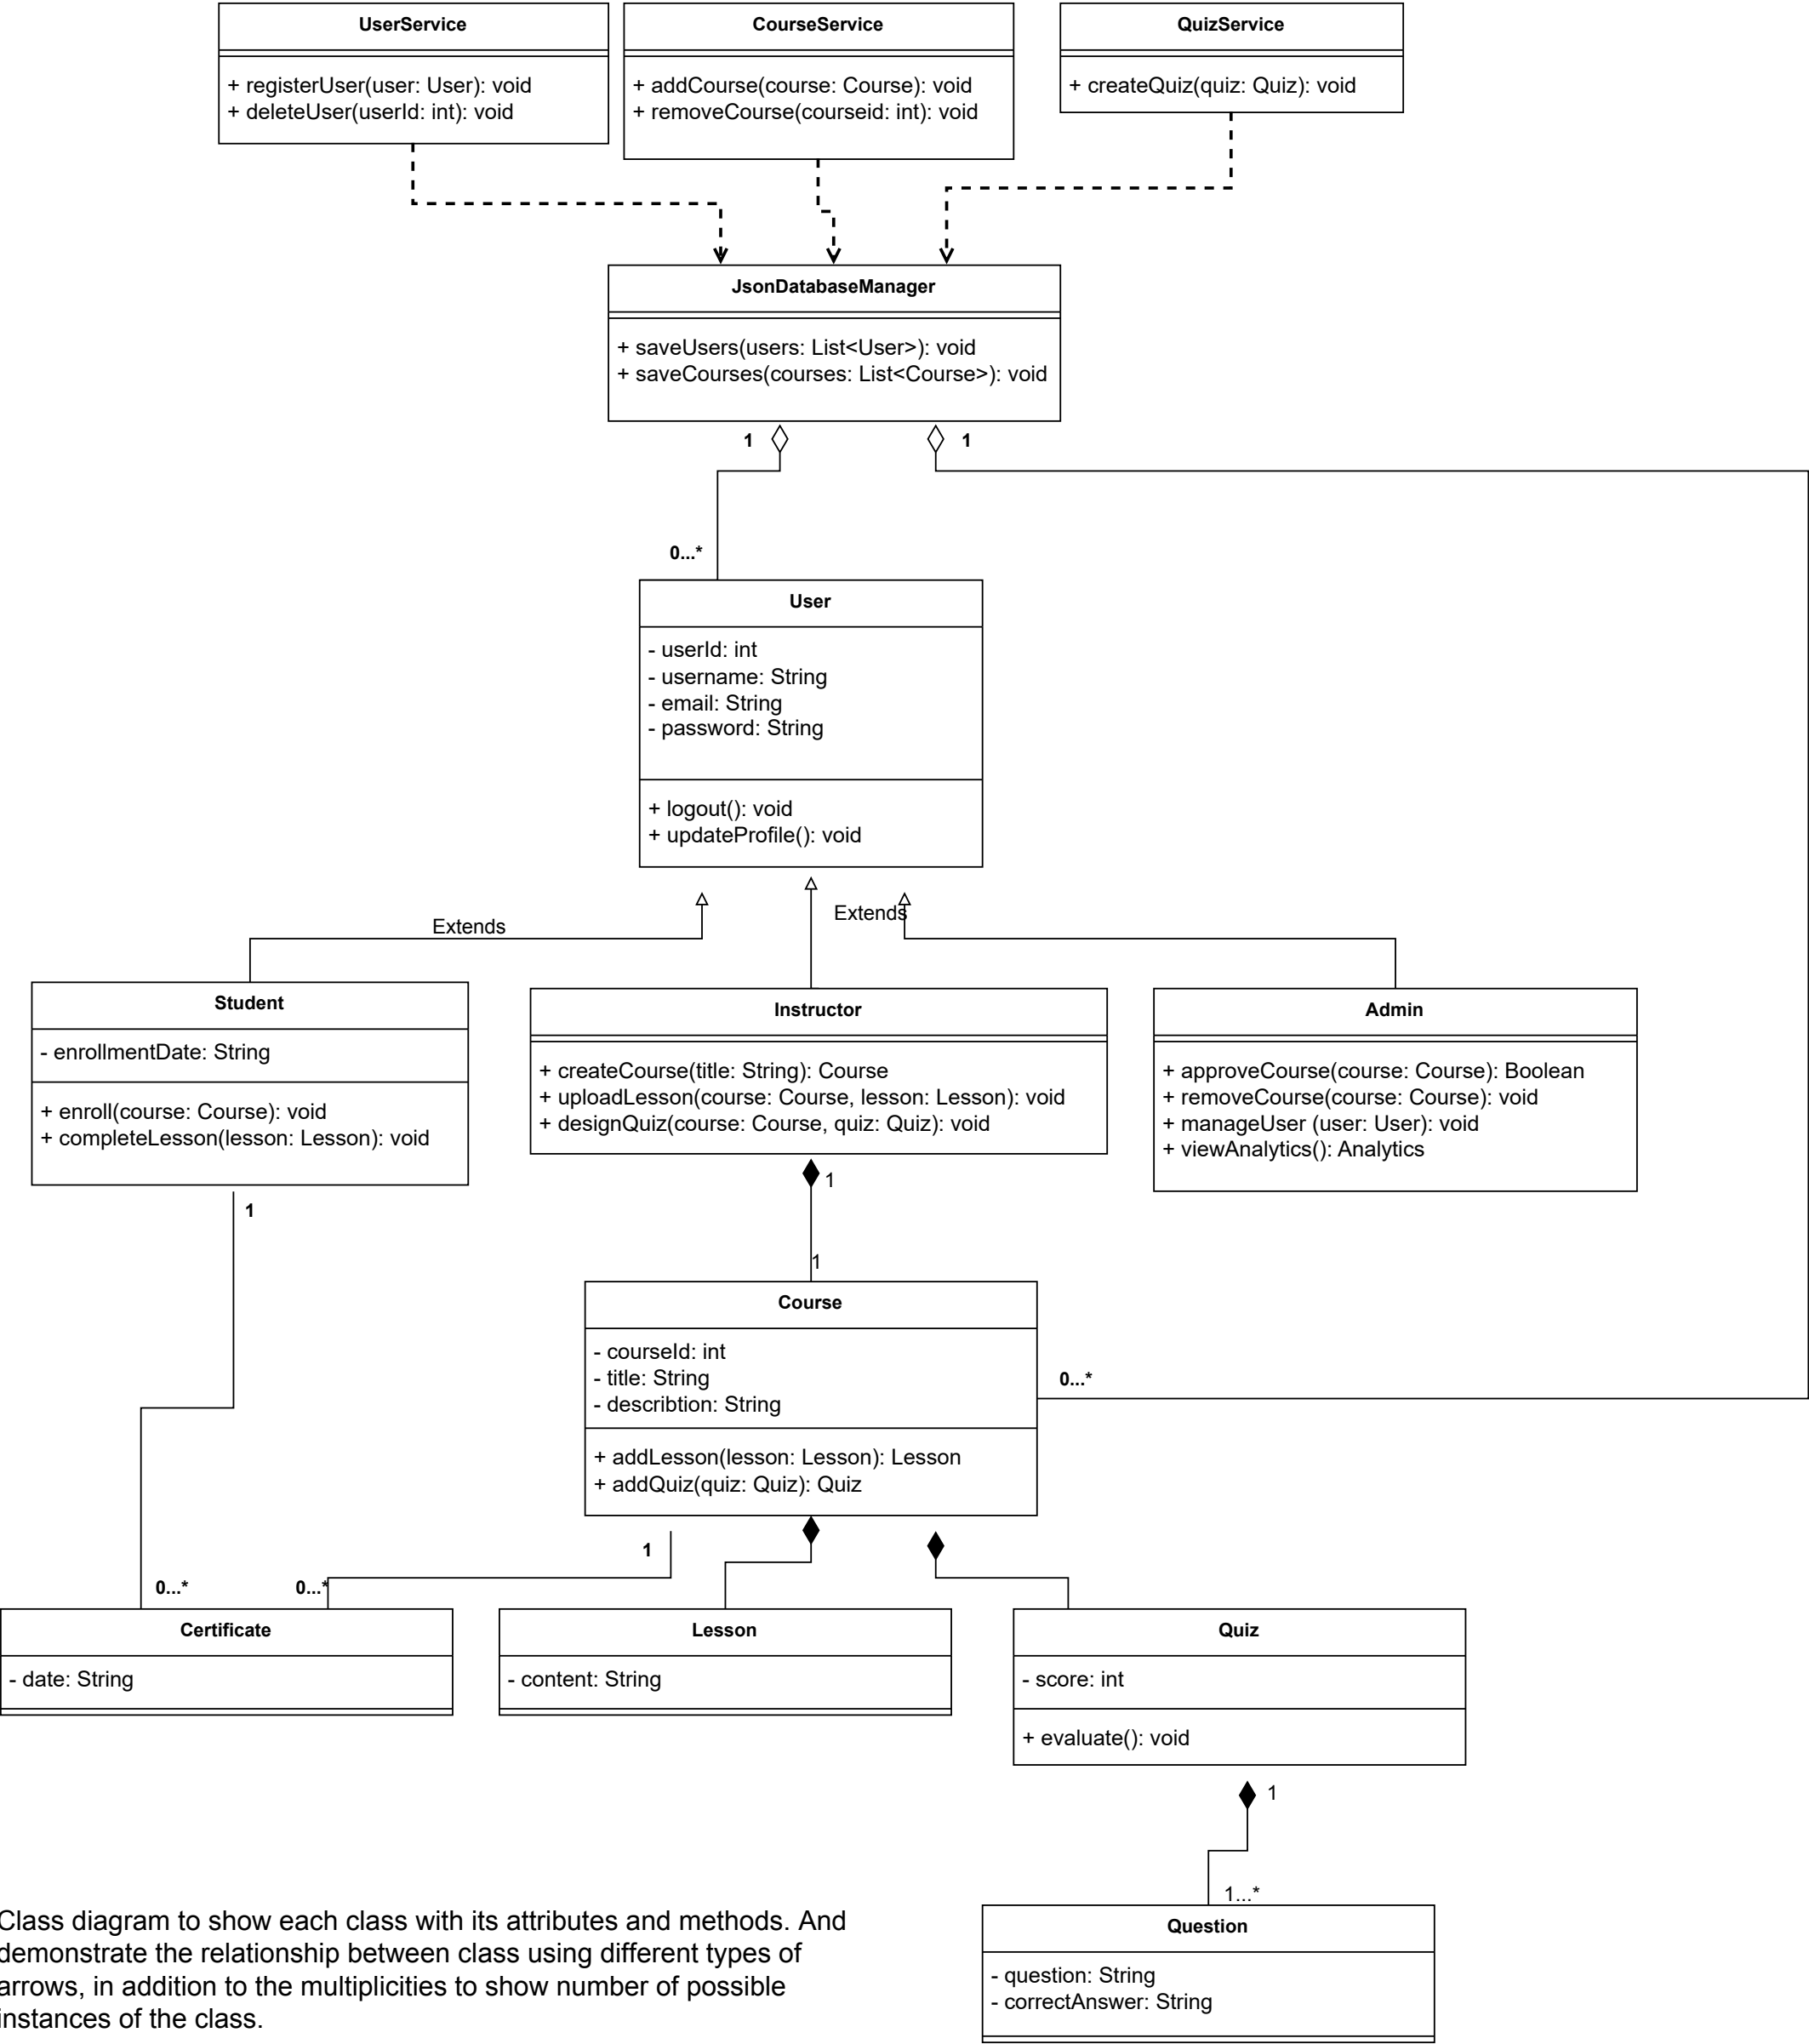 UserService
+ registerUser(user: User): void
+ deleteUser(userId: int): void
CourseService
+ addCourse(course: Course): void
+ removeCourse(courseid: int): void
QuizService
+ createQuiz(quiz: Quiz): void
JsonDatabaseManager
+ saveUsers(users: List<User>): void
+ saveCourses(courses: List<Course>): void
1
1
0...*
User
- userId: int
- username: String
- email: String
- password: String
+ logout(): void
+ updateProfile(): void
Extends
Extends
Student
- enrollmentDate: String
+ enroll(course: Course): void
+ completeLesson(lesson: Lesson): void
Instructor
+ createCourse(title: String): Course
+ uploadLesson(course: Course, lesson: Lesson): void
+ designQuiz(course: Course, quiz: Quiz): void
Admin
+ approveCourse(course: Course): Boolean
+ removeCourse(course: Course): void
+ manageUser (user: User): void
+ viewAnalytics(): Analytics
1
1
1
Course
- courseId: int
- title: String
- describtion: String
+ addLesson(lesson: Lesson): Lesson
+ addQuiz(quiz: Quiz): Quiz
0...*
1
0...*
0...*
Certificate
- date: String
Lesson
- content: String
Quiz
- score: int
+ evaluate(): void
1
1...*
Question
- question: String
- correctAnswer: String
Class diagram to show each class with its attributes and methods. And
demonstrate the relationship between class using different types of
arrows, in addition to the multiplicities to show number of possible
instances of the class.